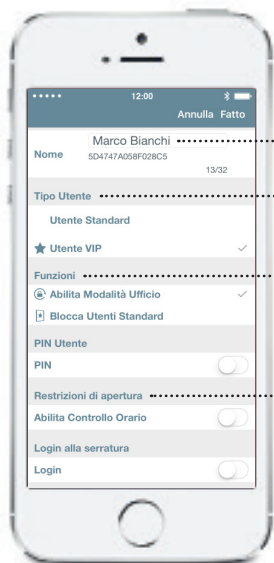 12:00
Annulla Fatto
Marco Bianchi
Nome 5D4747A058F028C5
13/32
Tipo Utente
Utente Standard
Utente VIP
Funzioni
Abilita Modalità Ufficio
Blocca Utenti Standard
PIN Utente
PIN
Restrizioni di apertura
Abilita Controllo Orario
Login alla serratura
Login